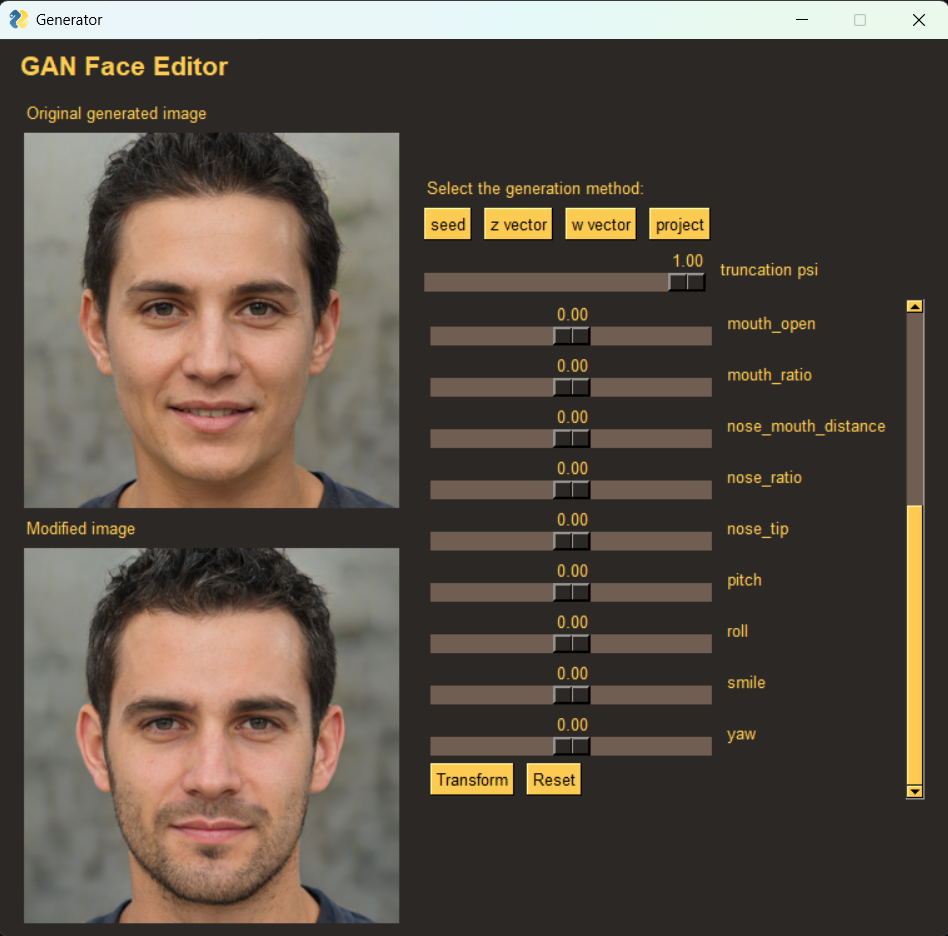 Generator
GAN Face Editor
Original generated image
Select the generation method:
seed z vector w vector project
1.00 truncation psi
0.00 mouth_open
0.00 mouth_ratio
0.00 nose_mouth_distance
0.00 nose_ratio
0.00 nose_tip
Modified image
0.00 pitch
0.00 roll
0.00 smile
0.00 yaw
Transform Reset